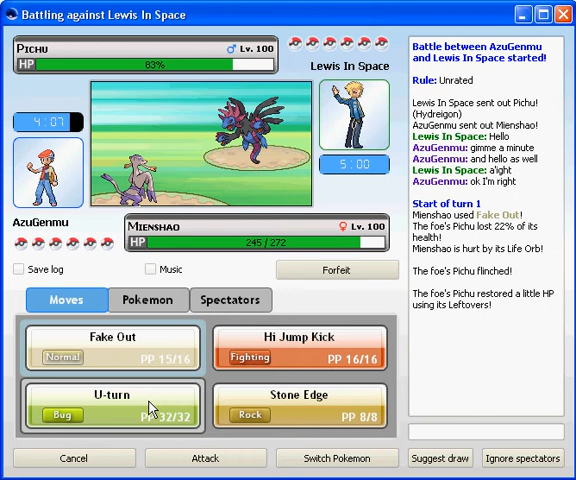 Battling against Lewis In Space
PICHU ♂ Lv. 100
HP 83%
Lewis In Space
4:07
5:00
AzuGenmu
MIENSHAO ♀ Lv. 100
HP 245 / 272
Save log
Music
Forfeit
Moves
Pokemon
Spectators
Fake Out
Normal PP 15/16
Hi Jump Kick
Fighting PP 16/16
U-turn
Bug PP 32/32
Stone Edge
Rock PP 8/8
Cancel
Attack
Switch Pokemon
Battle between AzuGenmu
and Lewis In Space started!
Rule: Unrated
Lewis In Space sent out Pichu!
(Hydreigon)
AzuGenmu sent out Mienshao!
Lewis In Space: Hello
AzuGenmu: gimme a minute
AzuGenmu: and hello as well
Lewis In Space: a'ight
AzuGenmu: ok I'm right
Start of turn 1
Mienshao used Fake Out!
The foe's Pichu lost 22% of its
health!
Mienshao is hurt by its Life Orb!
The foe's Pichu flinched!
The foe's Pichu restored a little HP
using its Leftovers!
Suggest draw
Ignore spectators